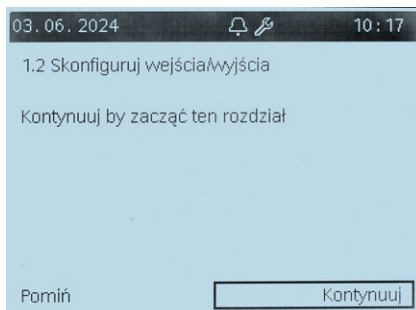 03.06.2024 10:17
1.2 Skonfiguruj wejścia/wyjścia
Kontynuuj by zacząć ten rozdział
Pomiń Kontynuuj